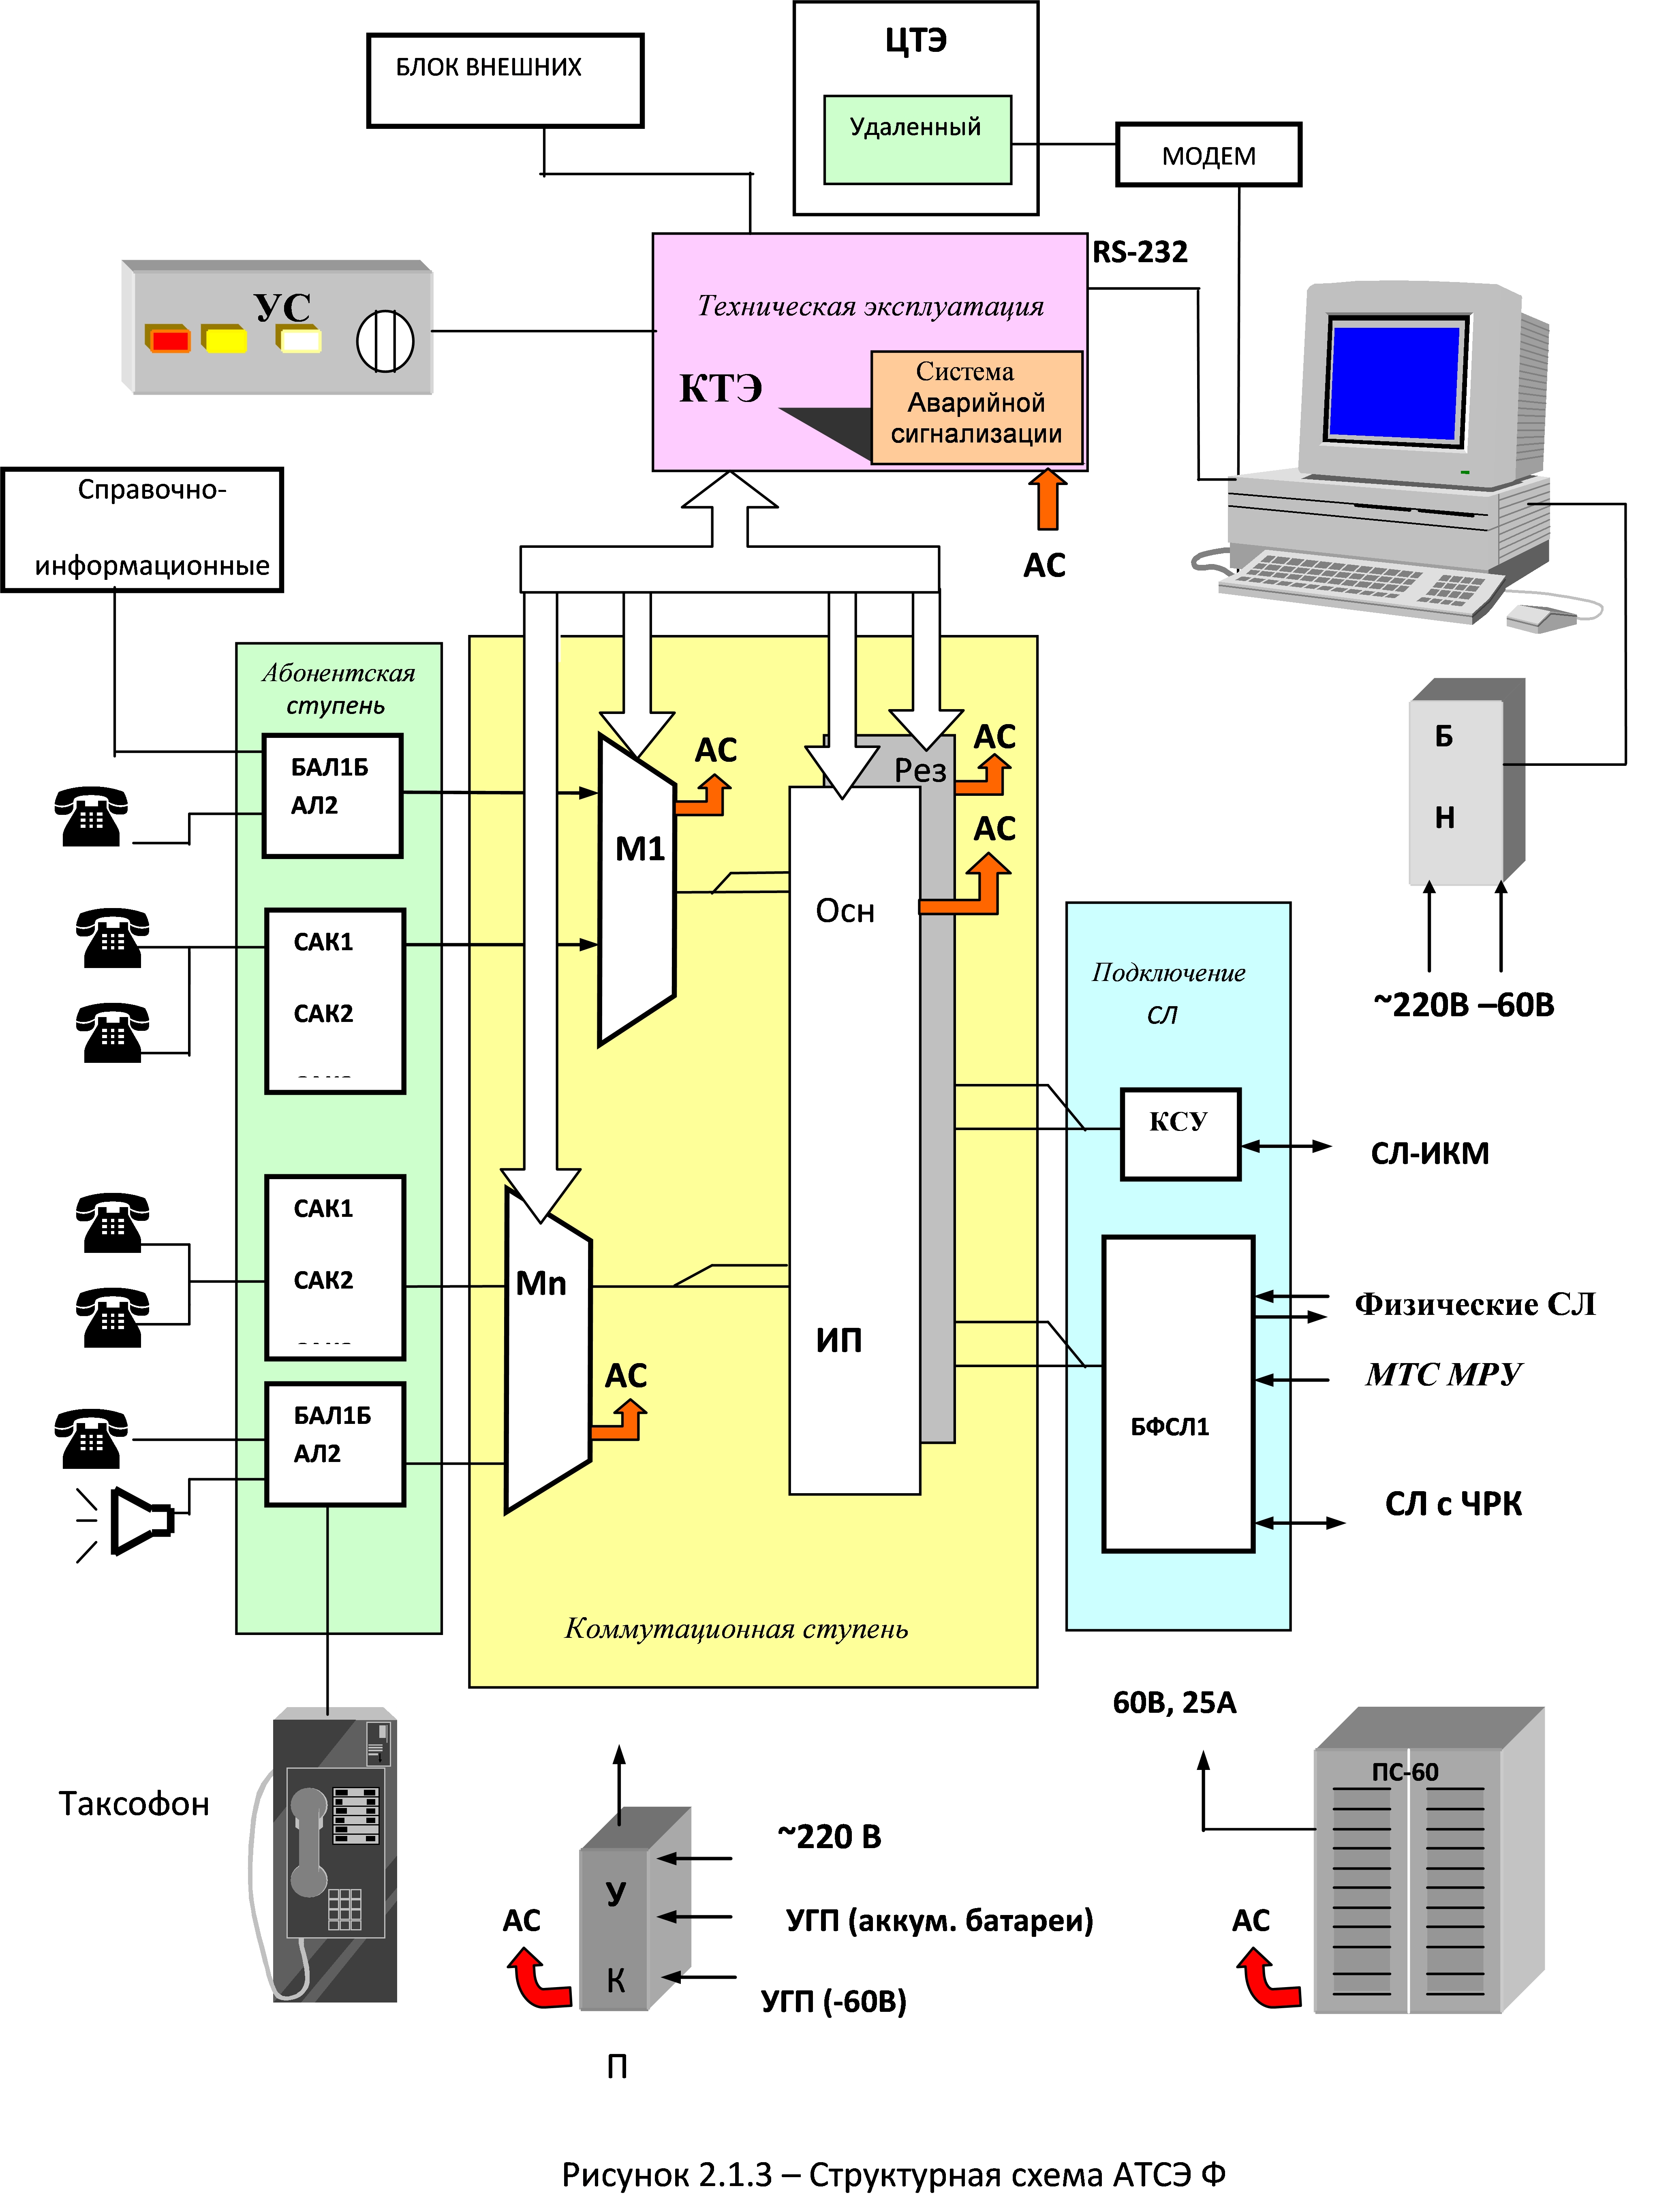 ЦТЭ
БЛОК ВНЕШНИХ
Удаленный
МОДЕМ
RS-232
УС
Техническая эксплуатация
КТЭ
Система
Аварийной
сигнализации
АС
Справочно-
информационные
Абонентская
ступень
БАЛ1Б
АЛ2
САК1
САК2
САК1
САК2
БАЛ1Б
АЛ2
АС
М1
Рез
АС
АС
Осн
Мn
АС
ИП
Коммутационная ступень
Б
Н
~220В –60В
Подключение
СЛ
КСУ
СЛ-ИКМ
Физические СЛ
МТС МРУ
БФСЛ1
СЛ с ЧРК
60В, 25А
ПС-60
АС
Таксофон
~220 В
У
УГП (аккум. батареи)
АС
К
УГП (-60В)
П
Рисунок 2.1.3 – Структурная схема АТСЭ Ф